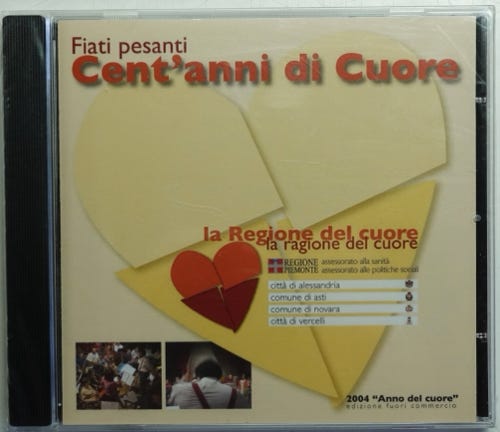 Fiati pesanti
Cent'anni di Cuore
la Regione del cuore
la ragione del cuore
REGIONE assessorato alla sanità
PIEMONTE assessorato alle politiche sociali
città di alessandria
comune di asti
comune di novara
città di vercelli
2004 "Anno del cuore"
edizione fuori commercio